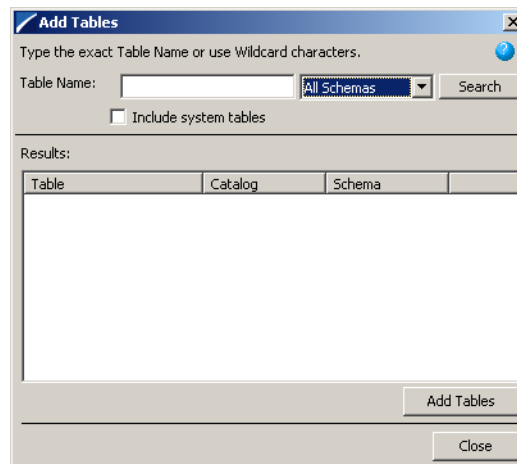 Add Tables
Type the exact Table Name or use Wildcard characters.
Table Name: All Schemas Search
Include system tables
Results:
Table Catalog Schema
Add Tables
Close